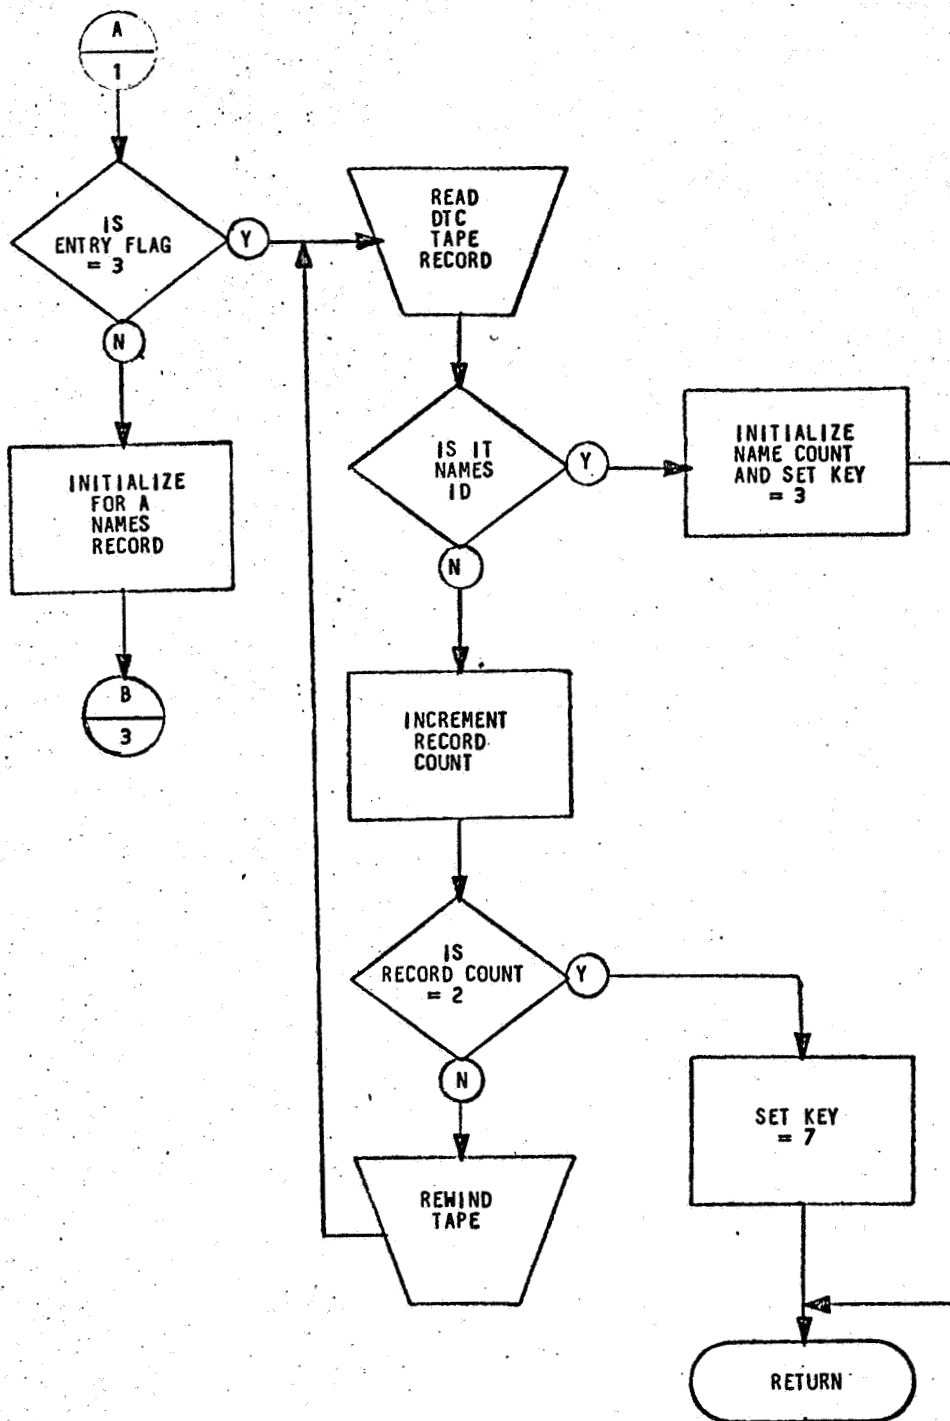 A
1
IS
ENTRY FLAG
= 3
Y
N
INITIALIZE
FOR A
NAMES
RECORD
B
3
READ
DTC
TAPE
RECORD
IS IT
NAMES
ID
Y
N
INITIALIZE
NAME COUNT
AND SET KEY
= 3
INCREMENT
RECORD
COUNT
IS
RECORD COUNT
= 2
Y
N
REWIND
TAPE
SET KEY
= 7
RETURN